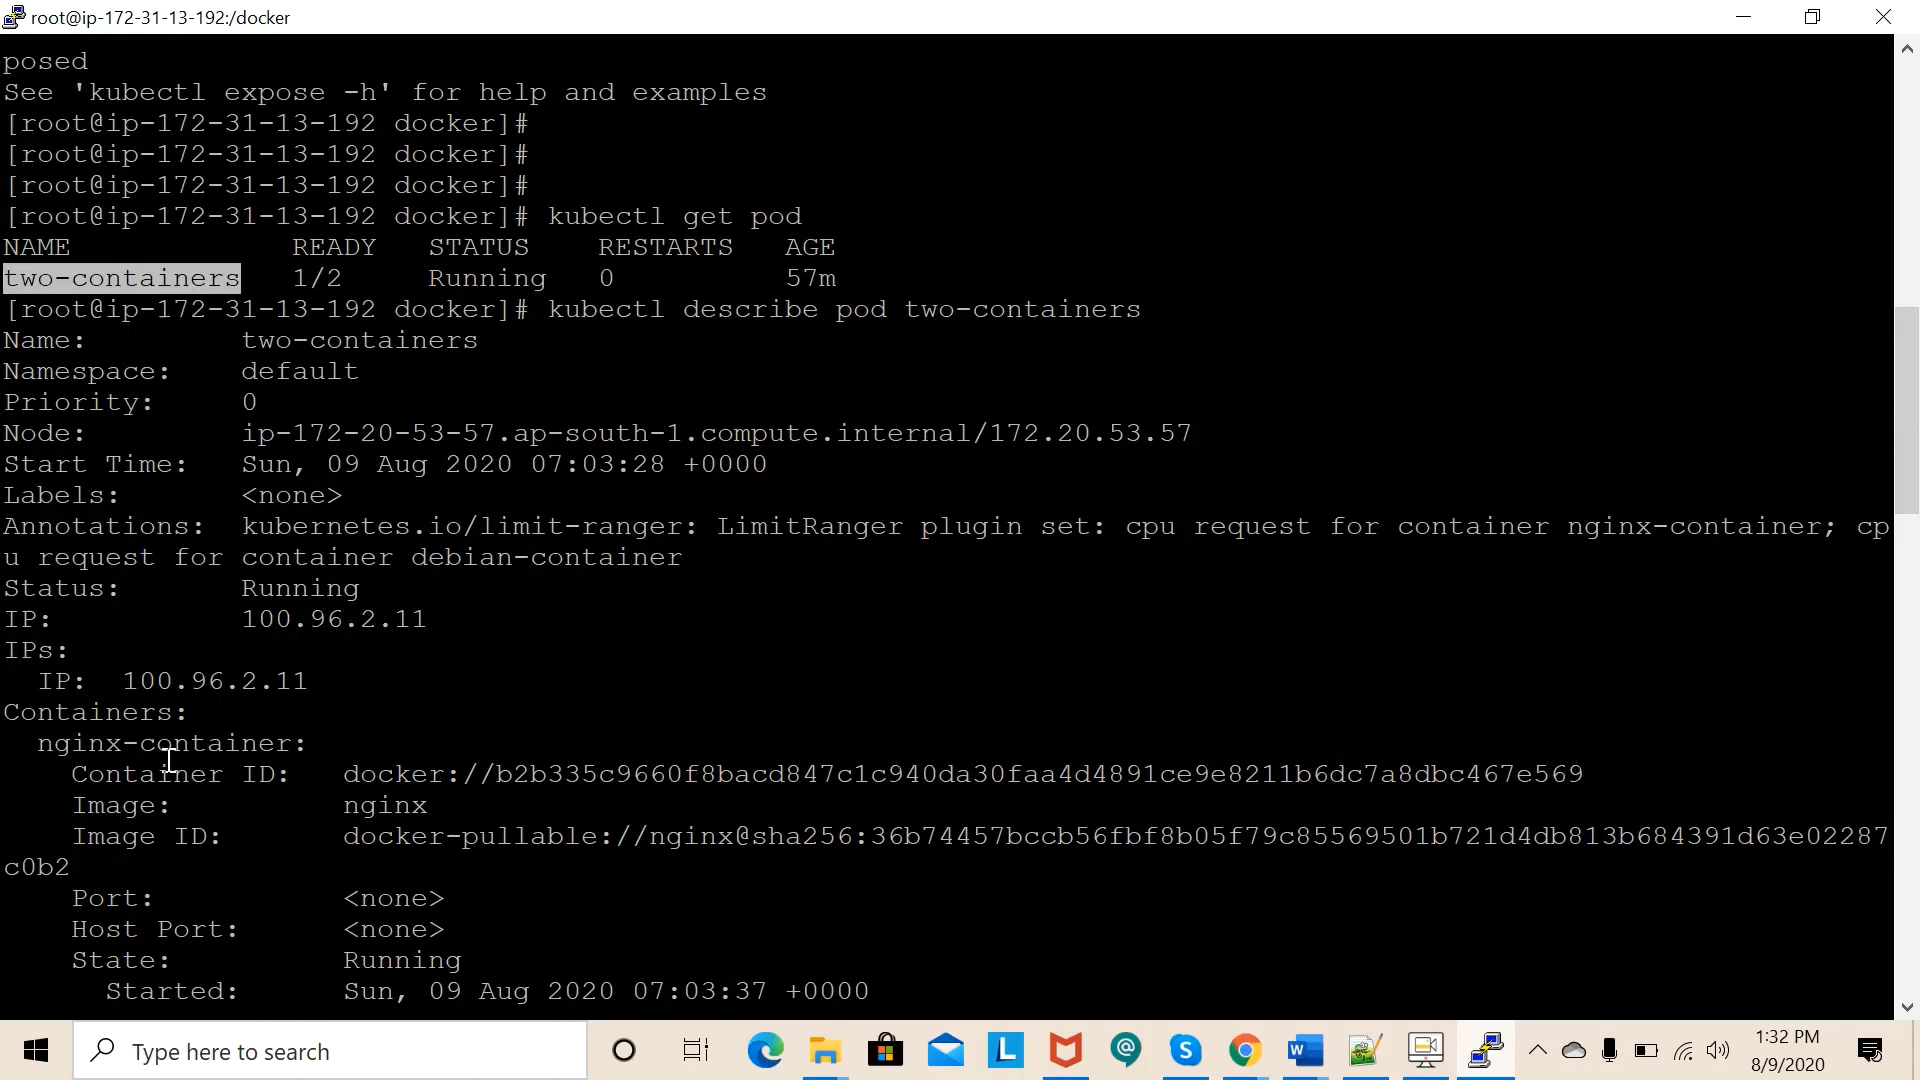 root@ip-172-31-13-192:/docker
posed
See 'kubectl expose -h' for help and examples
[root@ip-172-31-13-192 docker]#
[root@ip-172-31-13-192 docker]#
[root@ip-172-31-13-192 docker]#
[root@ip-172-31-13-192 docker]# kubectl get pod
NAME             READY   STATUS    RESTARTS   AGE
two-containers   1/2     Running   0          57m
[root@ip-172-31-13-192 docker]# kubectl describe pod two-containers
Name:         two-containers
Namespace:    default
Priority:     0
Node:         ip-172-20-53-57.ap-south-1.compute.internal/172.20.53.57
Start Time:   Sun, 09 Aug 2020 07:03:28 +0000
Labels:       <none>
Annotations:  kubernetes.io/limit-ranger: LimitRanger plugin set: cpu request for container nginx-container; cp
u request for container debian-container
Status:       Running
IP:           100.96.2.11
IPs:
  IP:  100.96.2.11
Containers:
  nginx-container:
    Container ID:   docker://b2b335c9660f8bacd847c1c940da30faa4d4891ce9e8211b6dc7a8dbc467e569
    Image:          nginx
    Image ID:       docker-pullable://nginx@sha256:36b74457bccb56fbf8b05f79c85569501b721d4db813b684391d63e02287
c0b2
    Port:           <none>
    Host Port:      <none>
    State:          Running
      Started:      Sun, 09 Aug 2020 07:03:37 +0000
Type here to search
1:32 PM
8/9/2020